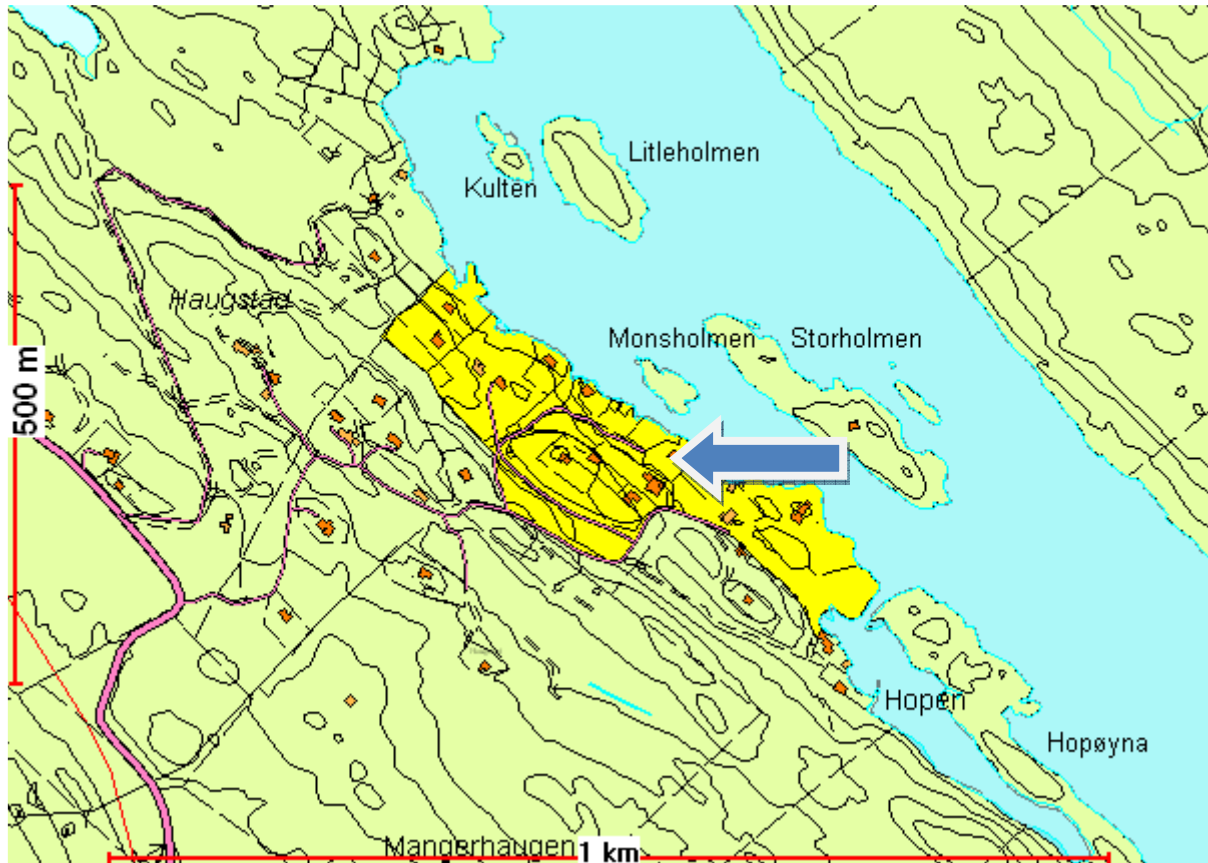 Litleholmen
Kulten
Haugstad
Monsholmen
Storholmen
500 m
Hopen
Hopøyna
Mangerhaugen
1 km